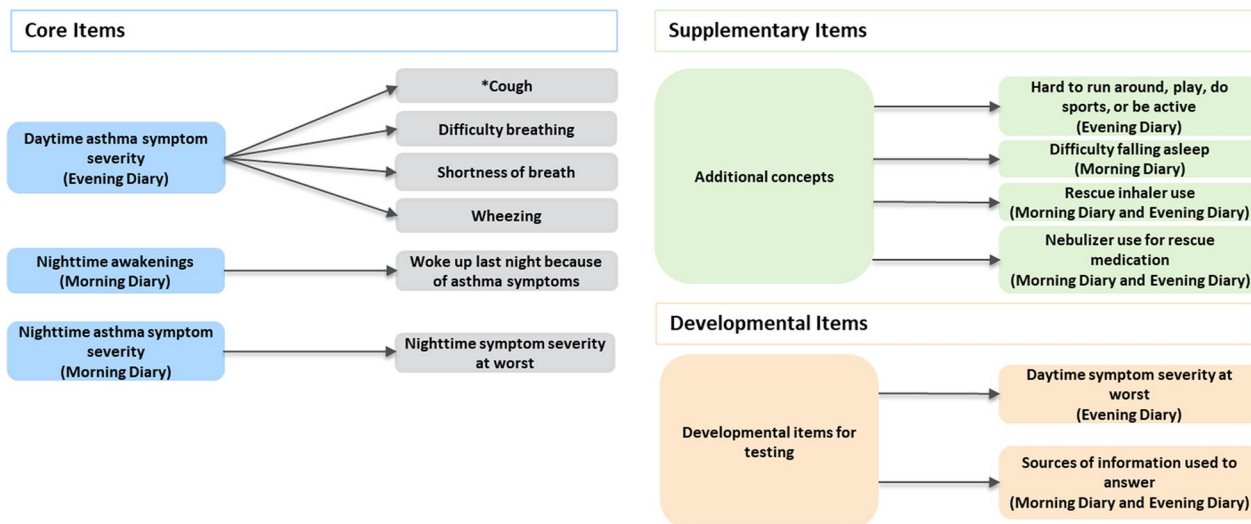 Core Items
Daytime asthma symptom
severity
(Evening Diary)
*Cough
Difficulty breathing
Shortness of breath
Wheezing
Nighttime awakenings
(Morning Diary)
Woke up last night because
of asthma symptoms
Nighttime asthma symptom
severity
(Morning Diary)
Nighttime symptom severity
at worst
Supplementary Items
Additional concepts
Hard to run around, play, do
sports, or be active
(Evening Diary)
Difficulty falling asleep
(Morning Diary)
Rescue inhaler use
(Morning Diary and Evening Diary)
Nebulizer use for rescue
medication
(Morning Diary and Evening Diary)
Developmental Items
Developmental items for
testing
Daytime symptom severity at
worst
(Evening Diary)
Sources of information used to
answer
(Morning Diary and Evening Diary)